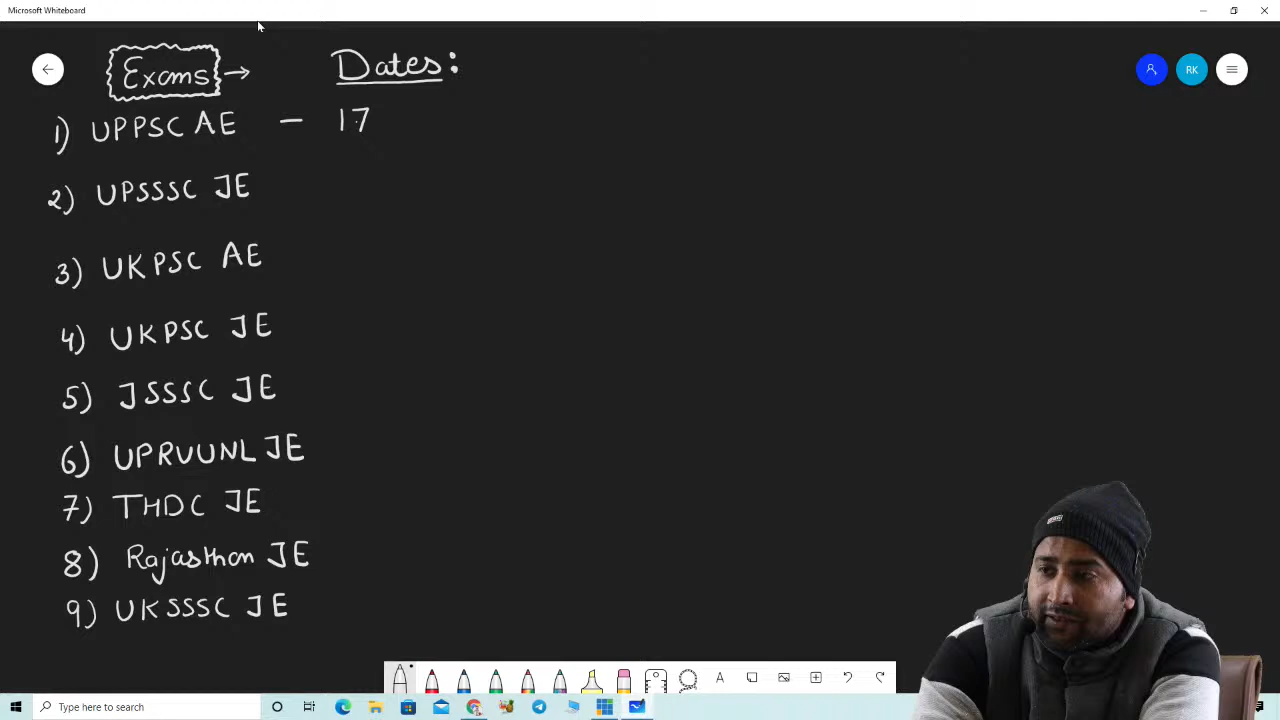 Microsoft Whiteboard
Exams → Dates:
1) UPPSC AE - 17
2) UPSSSC JE
3) UKPSC AE
4) UKPSC JE
5) JSSSC JE
6) UPRVUNL JE
7) THDC JE
8) Rajasthan JE
9) UKSSSC JE
RK
A
Type here to search